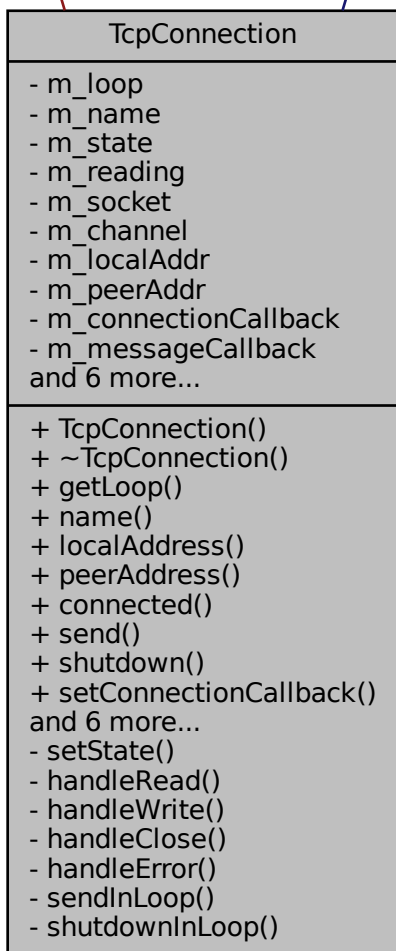 TcpConnection
- m_loop
- m_name
- m_state
- m_reading
- m_socket
- m_channel
- m_localAddr
- m_peerAddr
- m_connectionCallback
- m_messageCallback
and 6 more...
+ TcpConnection()
+ ~TcpConnection()
+ getLoop()
+ name()
+ localAddress()
+ peerAddress()
+ connected()
+ send()
+ shutdown()
+ setConnectionCallback()
and 6 more...
- setState()
- handleRead()
- handleWrite()
- handleClose()
- handleError()
- sendInLoop()
- shutdownInLoop()